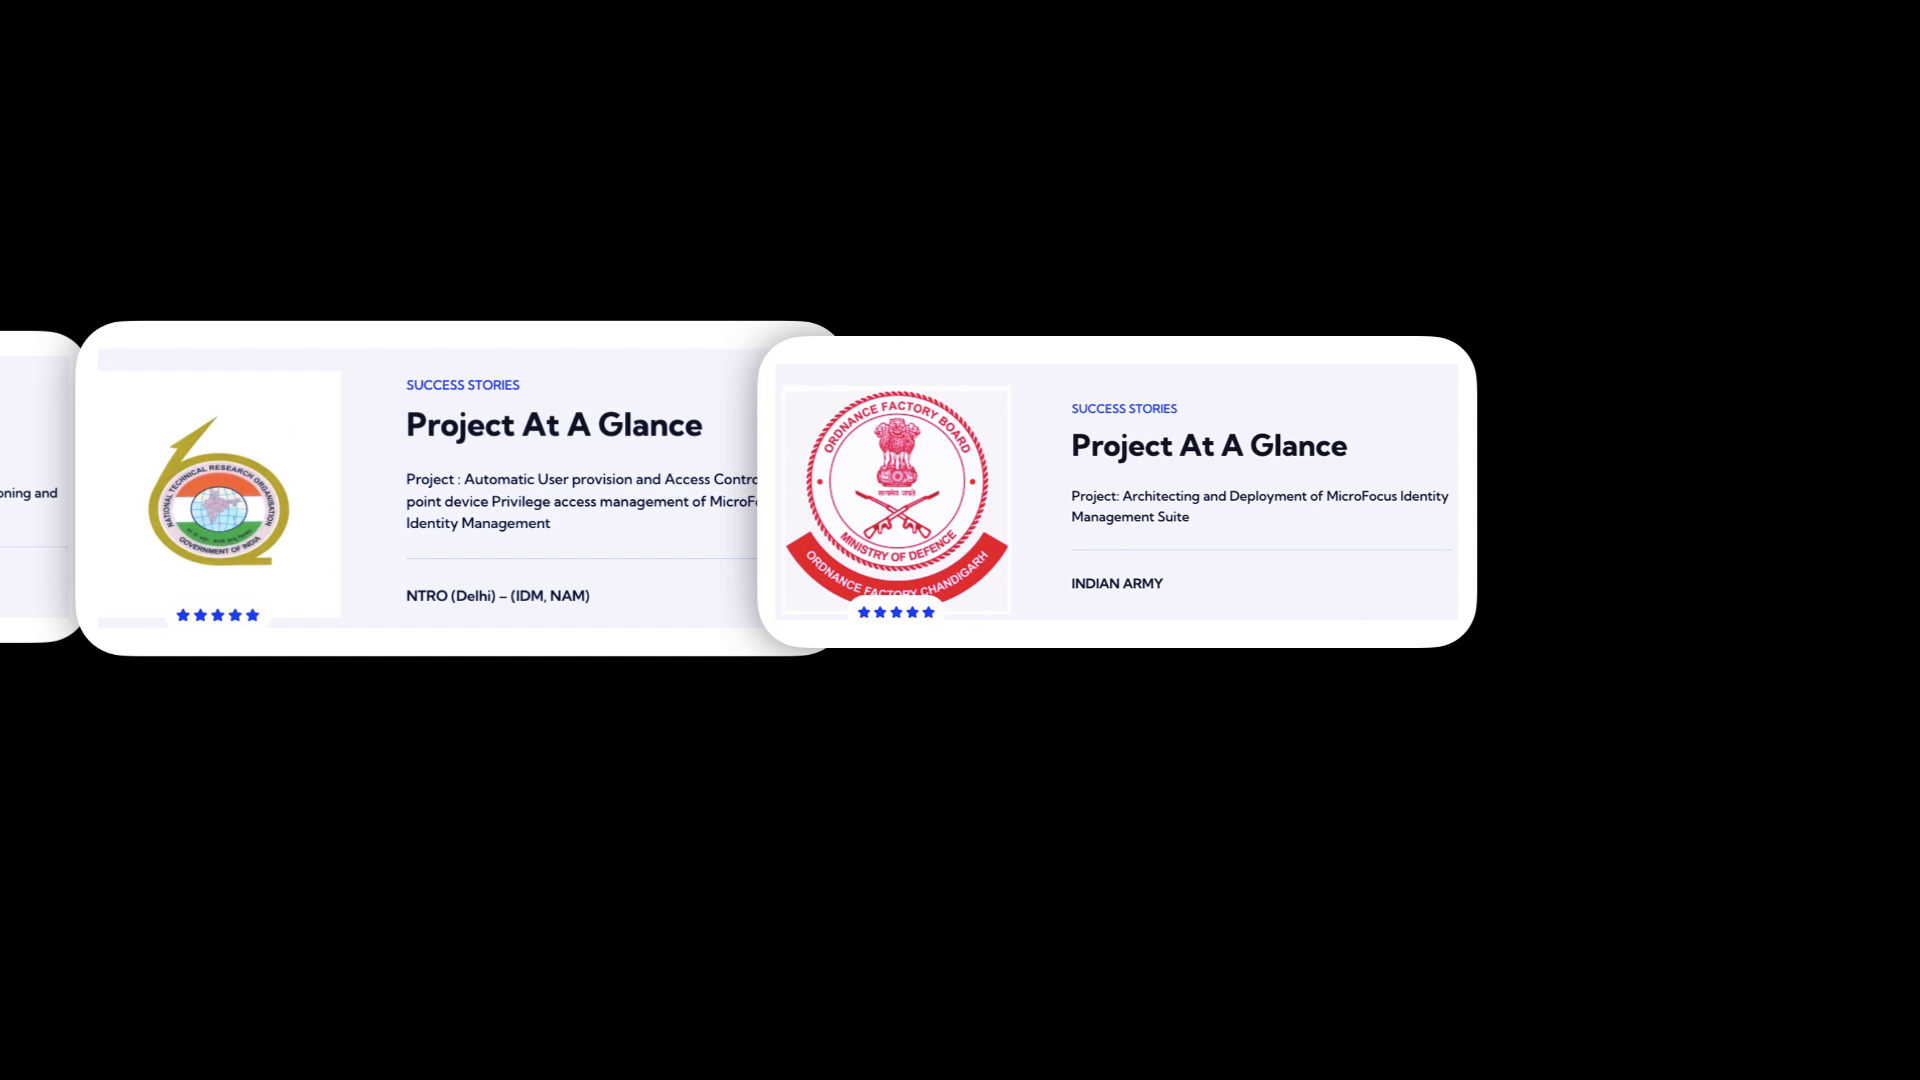 oning and
NATIONAL TECHNICAL RESEARCH ORGANISATION
GOVERNMENT OF INDIA
SUCCESS STORIES
Project At A Glance
Project : Automatic User provision and Access
point device Privilege access management of
Identity Management
NTRO (Delhi) – (IDM, NAM)
ORDNANCE FACTORY BOARD
सत्यमेव जयते
MINISTRY OF DEFENCE
ORDNANCE FACTORY CHANDIGARH
SUCCESS STORIES
Project At A Glance
Project: Architecting and Deployment of MicroFocus Identity
Management Suite
INDIAN ARMY